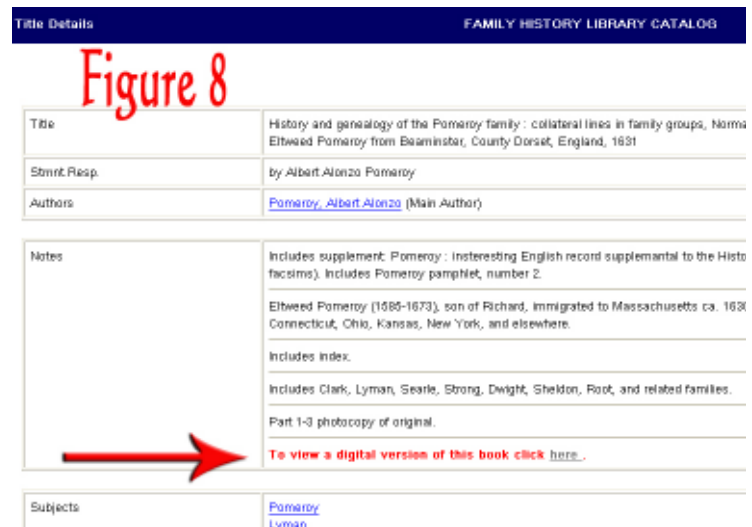 Title Details
FAMILY HISTORY LIBRARY CATALOG
Figure 8
Title
History and genealogy of the Pomeroy family : collateral lines in family groups, Norma
Eltweed Pomeroy from Beaminster, County Dorset, England, 1631
Stmnt.Resp.
by Albert Alonzo Pomeroy
Authors
Pomeroy, Albert Alonzo (Main Author)
Notes
Includes supplement: Pomeroy : insteresting English record supplemantal to the Histo
facsims). Includes Pomeroy pamphlet, number 2.
Eltweed Pomeroy (1585-1673), son of Richard, immigrated to Massachusetts ca. 1630
Connecticut, Ohio, Kansas, New York, and elsewhere.
Includes index.
Includes Clark, Lyman, Searle, Strong, Dwight, Sheldon, Root, and related families.
Part 1-3 photocopy of original.
To view a digital version of this book click here .
Subjects
Pomeroy
Lyman